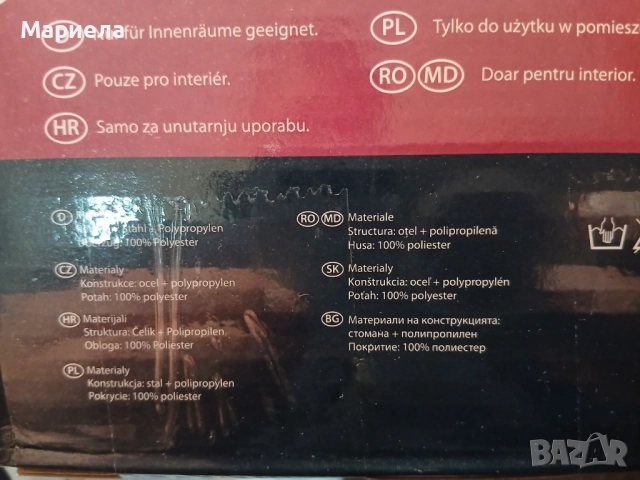 Мариела
D für Innenräume geeignet.
CZ Pouze pro interiér.
HR Samo za unutarnju uporabu.
PL Tylko do użytku w pomiesz
RO MD Doar pentru interior.
D
+ Polypropylen
100% Polyester
CZ Materialy
Konstrukce: ocel + polypropylen
Potah: 100% polyester
HR Materijali
Struktura: Čelik + Polipropilen
Obloga: 100% Poliester
PL Materiały
Konstrukcja: stal + polipropylen
Pokrycie: 100% poliester
RO MD Materiale
Structura: oțel + polipropilenă
Husa: 100% poliester
SK Materialy
Konštrukcia: oceľ + polypropylén
Poťah: 100% polyester
BG Материали на конструкцията:
стомана + полипропилен
Покритие: 100% полиестер
BAZAR
bg